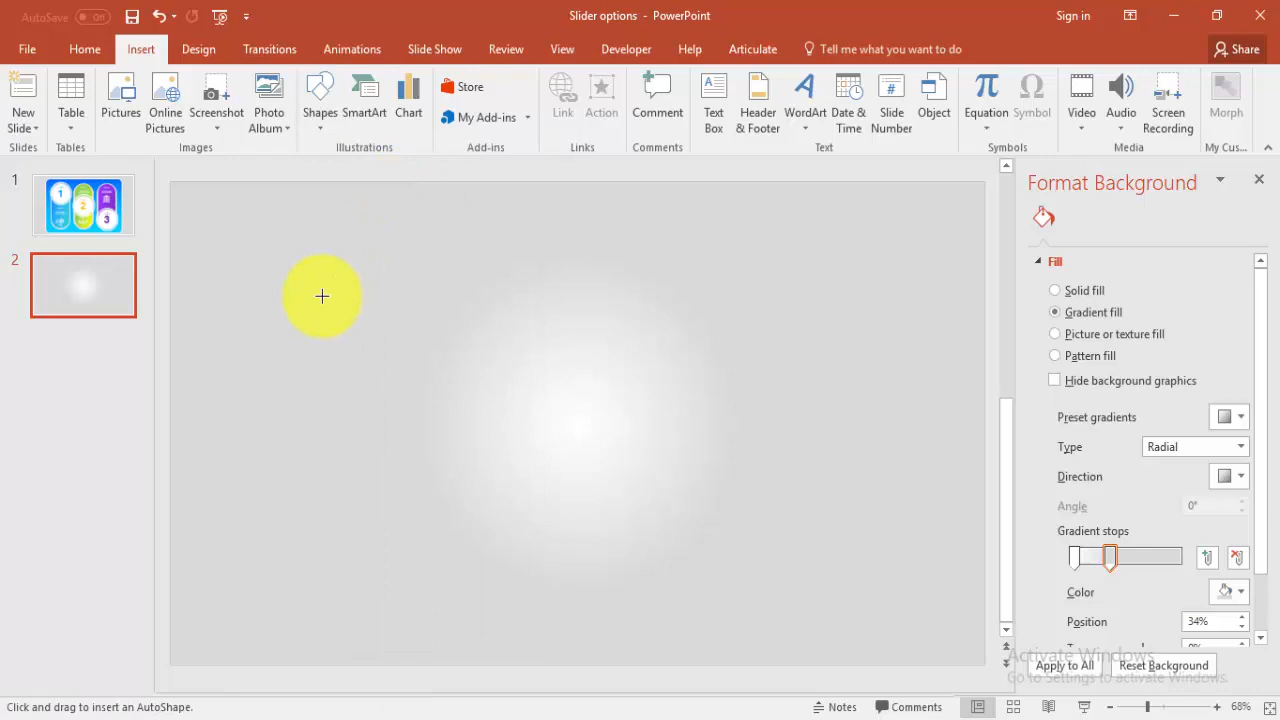 AutoSave Off Slider options - PowerPoint Sign in
File Home Insert Design Transitions Animations Slide Show Review View Developer Help Articulate Tell me what you want to do Share
New Slide
Table
Pictures
Online Pictures
Screenshot
Photo Album
Shapes
SmartArt
Chart
Store
My Add-ins
Link
Action
Comment
Text Box
Header & Footer
WordArt
Date & Time
Slide Number
Object
Equation
Symbol
Video
Audio
Screen Recording
Morph
Slides Tables Images Illustrations Add-ins Links Comments Text Symbols Media My Cus...
1
1
2
3
2
Format Background
Fill
Solid fill
Gradient fill
Picture or texture fill
Pattern fill
Hide background graphics
Preset gradients
Type Radial
Direction
Angle 0°
Gradient stops
Color
Position 34%
Activate Windows
Go to Settings to activate Windows.
Apply to All Reset Background
Click and drag to insert an AutoShape. Notes Comments 68%